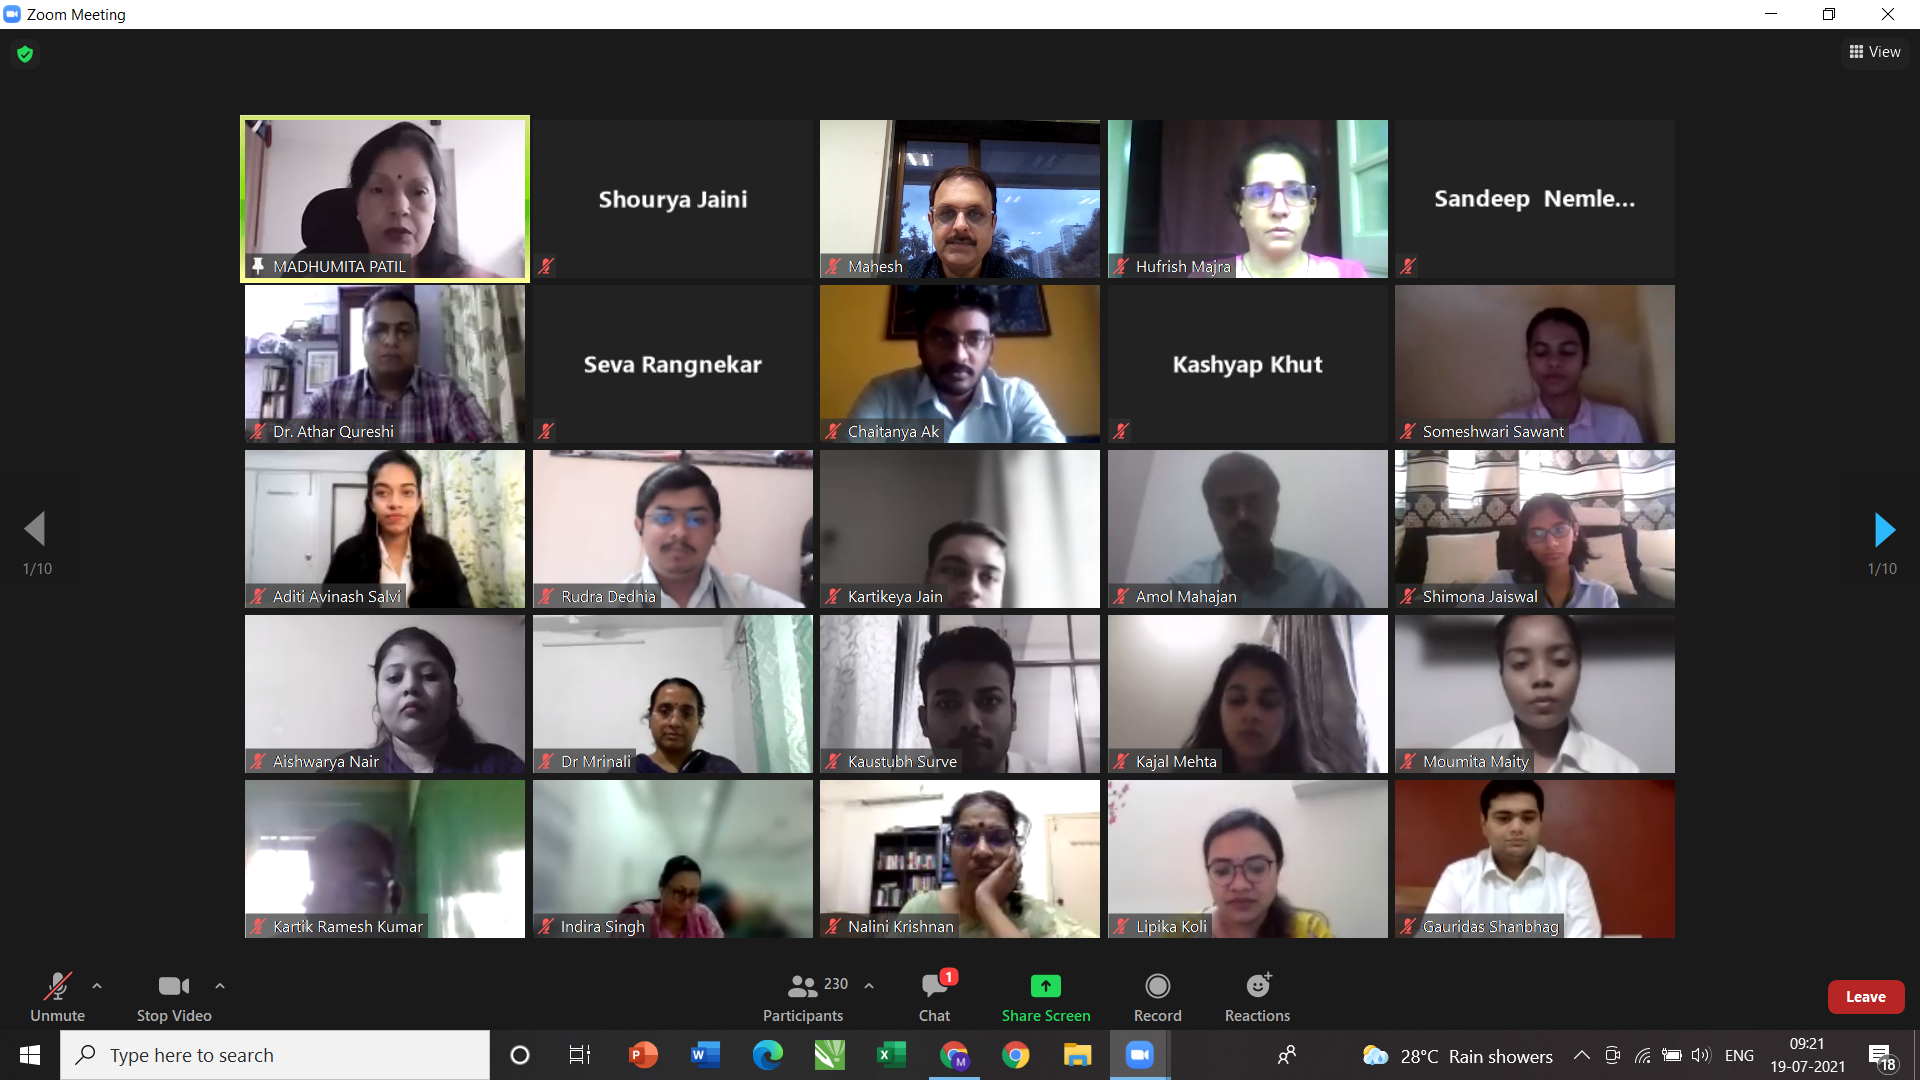 Zoom Meeting
View
MADHUMITA PATIL
Shourya Jaini
Mahesh
Hufrish Majra
Sandeep Nemle...
Dr. Athar Qureshi
Seva Rangnekar
Chaitanya Ak
Kashyap Khut
Someshwari Sawant
Aditi Avinash Salvi
Rudra Dedhia
Kartikeya Jain
Amol Mahajan
Shimona Jaiswal
1/10
1/10
Aishwarya Nair
Dr Mrinali
Kaustubh Surve
Kajal Mehta
Moumita Maity
Kartik Ramesh Kumar
Indira Singh
Nalini Krishnan
Lipika Koli
Gauridas Shanbhag
Unmute
Stop Video
230
Participants
1
Chat
Share Screen
Record
Reactions
Leave
Type here to search
P
W
X
M
28°C Rain showers
ENG
09:21
19-07-2021
18